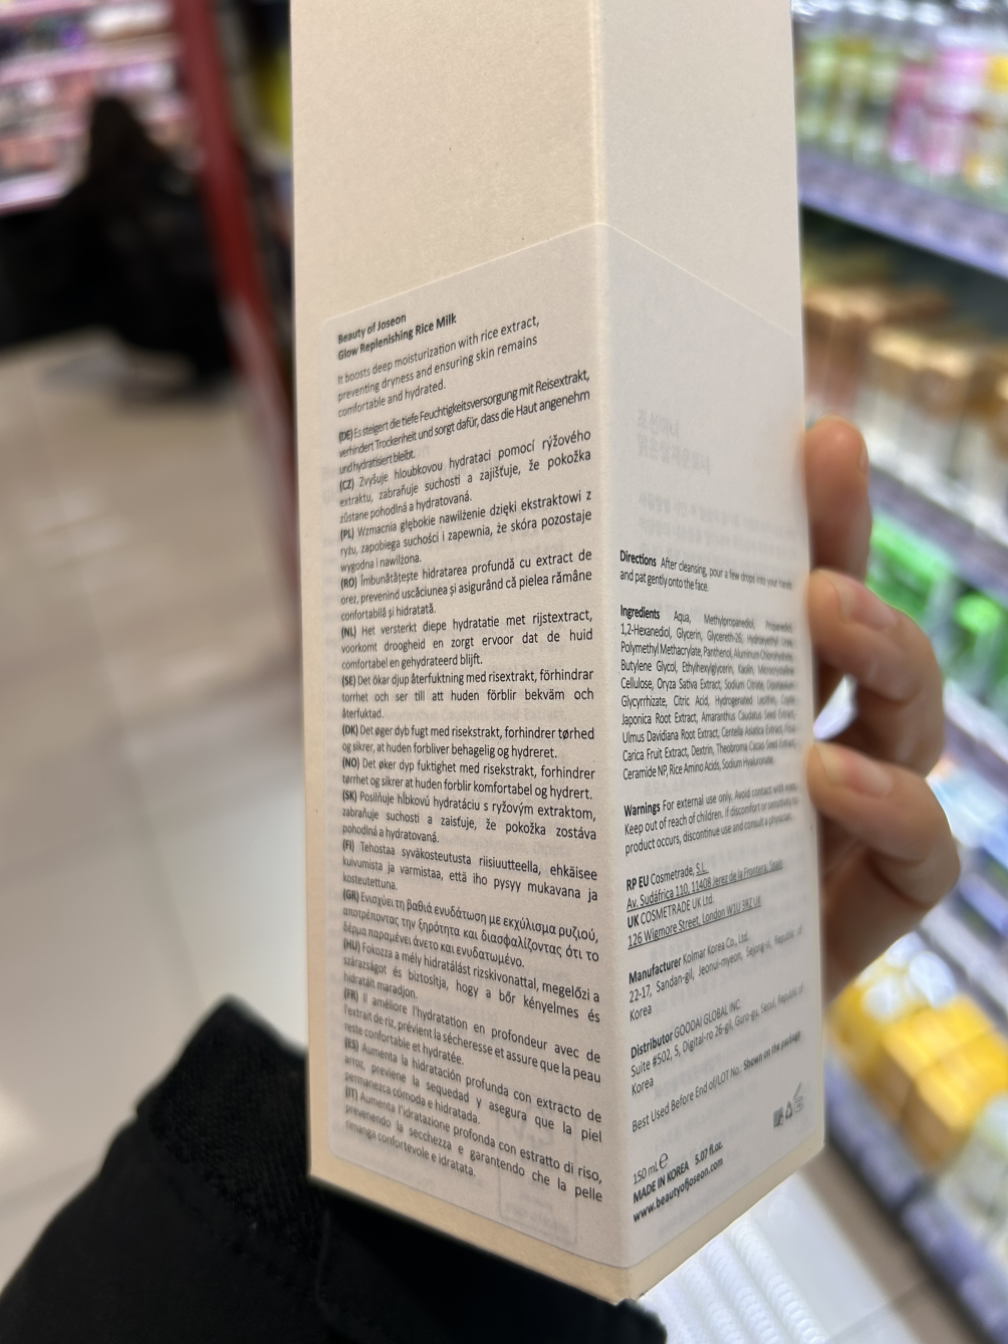 Beauty of Joseon
Glow Replenishing Rice Milk
It boosts deep moisturization with rice extract,
preventing dryness and ensuring skin remains
comfortable and hydrated.
(DE) Es steigert die tiefe Feuchtigkeitsversorgung mit Reisextrakt,
verhindert Trockenheit und sorgt dafür, dass die Haut angenehm
und hydratisiert bleibt.
(CZ) Zvyšuje hloubkovou hydrataci pomocí rýžového
extraktu, zabraňuje suchosti a zajišťuje, že pokožka
zůstane pohodlná a hydratovaná.
(PL) Wzmacnia głębokie nawilżenie dzięki ekstraktowi z
ryżu, zapobiega suchości i zapewnia, że skóra pozostaje
wygodna i nawilżona.
(RO) Îmbunătățește hidratarea profundă cu extract de
orez, prevenind uscăciunea și asigurând că pielea rămâne
confortabilă și hidratată.
(NL) Het versterkt diepe hydratatie met rijstextract,
voorkomt droogheid en zorgt ervoor dat de huid
comfortabel en gehydrateerd blijft.
(SE) Det ökar djup återfuktning med risextrakt, förhindrar
torrhet och ser till att huden förblir bekväm och
återfuktad.
(DK) Det øger dyb fugt med risekstrakt, forhindrer tørhed
og sikrer, at huden forbliver behagelig og hydreret.
(NO) Det øker dyp fuktighet med risekstrakt, forhindrer
tørrhet og sikrer at huden forblir komfortabel og hydrert.
(SK) Posilňuje hĺbkovú hydratáciu s ryžovým extraktom,
zabraňuje suchosti a zaisťuje, že pokožka zostáva
pohodlná a hydratovaná.
(FI) Tehostaa syväkosteutusta riisiuutteella, ehkäisee
kuivumista ja varmistaa, että iho pysyy mukavana ja
kosteutettuna.
(GR) Ενισχύει τη βαθιά ενυδάτωση με εκχύλισμα ρυζιού,
αποτρέποντας την ξηρότητα και διασφαλίζοντας ότι το
δέρμα παραμένει άνετο και ενυδατωμένο.
(HU) Fokozza a mély hidratálást rizskivonattal, megelőzi a
szárazságot és biztosítja, hogy a bőr kényelmes és
hidratált maradjon.
(FR) Il améliore l'hydratation en profondeur avec de
l'extrait de riz, prévient la sécheresse et assure que la peau
reste confortable et hydratée.
(ES) Aumenta la hidratación profunda con extracto de
arroz, previene la sequedad y asegura que la piel
permanezca cómoda e hidratada.
(IT) Aumenta l'idratazione profonda con estratto di riso,
prevenendo la secchezza e garantendo che la pelle
rimanga confortevole e idratata.
Directions After cleansing, pour a few drops into your hands
and pat gently onto the face.
Ingredients Aqua, Methylpropanediol, Propanediol,
1,2-Hexanediol, Glycerin, Glycereth-26, Hydroxyethyl Urea,
Polymethyl Methacrylate, Panthenol, Aluminum Chlorohydrate,
Butylene Glycol, Ethylhexylglycerin, Kaolin, Microcrystalline
Cellulose, Oryza Sativa Extract, Sodium Citrate, Dipotassium
Glycyrrhizate, Citric Acid, Hydrogenated Lecithin,
Japonica Root Extract, Amaranthus Caudatus Seed Extract,
Ulmus Davidiana Root Extract, Centella Asiatica Extract,
Carica Fruit Extract, Dextrin, Theobroma Cacao Seed Extract,
Ceramide NP, Rice Amino Acids, Sodium Hyaluronate
Warnings For external use only. Avoid contact with eyes.
Keep out of reach of children. If discomfort or sensitivity to
product occurs, discontinue use and consult a physician.
RP EU Cosmetrade, S.L.
Av. Sudáfrica 110, 11408 Jerez de la Frontera, Spain
UK COSMETRADE UK Ltd.
126 Wigmore Street, London W1U 3RZ UK
Manufacturer Kolmar Korea Co., Ltd.
22-17, Sandan-gil, Jeonui-myeon, Sejong-si, Republic of
Korea
Distributor GOODAI GLOBAL INC.
Suite #502, 5, Digital-ro 26-gil, Guro-gu, Seoul, Republic of
Korea
Best Used Before End of/LOT No.: Shown on the package
150 mL ℮
MADE IN KOREA 5.07 fl.oz.
www.beautyofjoseon.com